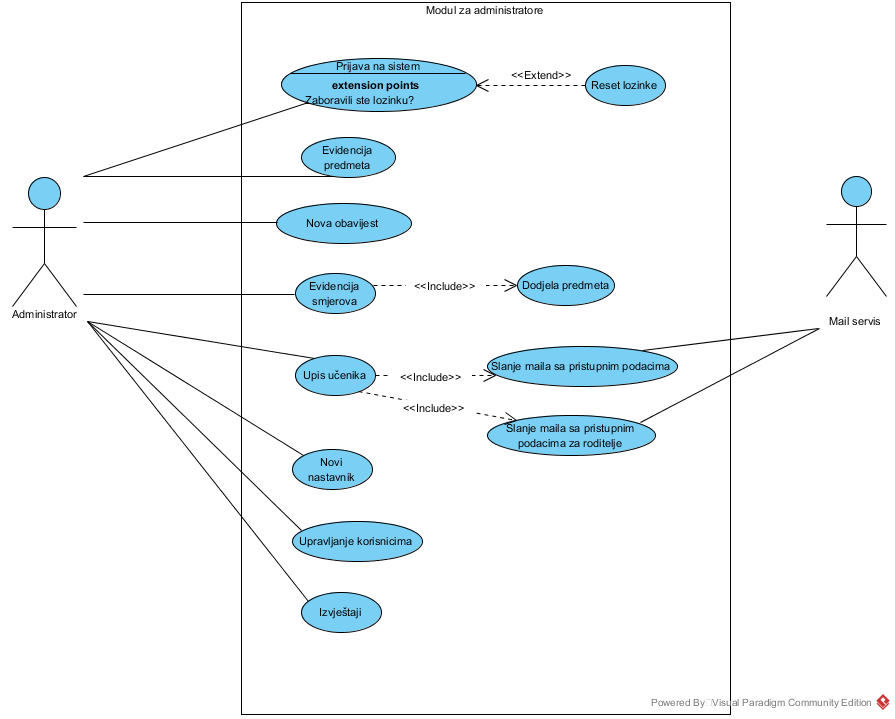 Modul za administratore
Prijava na sistem
extension points
Zaboravili ste lozinku?
<<Extend>>
Reset lozinke
Evidencija
predmeta
Nova obavijest
Evidencija
smjerova
<<Include>>
Dodjela predmeta
Administrator
Mail servis
Upis učenika
<<Include>>
Slanje maila sa pristupnim podacima
<<Include>>
Slanje maila sa pristupnim
podacima za roditelje
Novi
nastavnik
Upravljanje korisnicima
Izvještaji
Powered By Visual Paradigm Community Edition